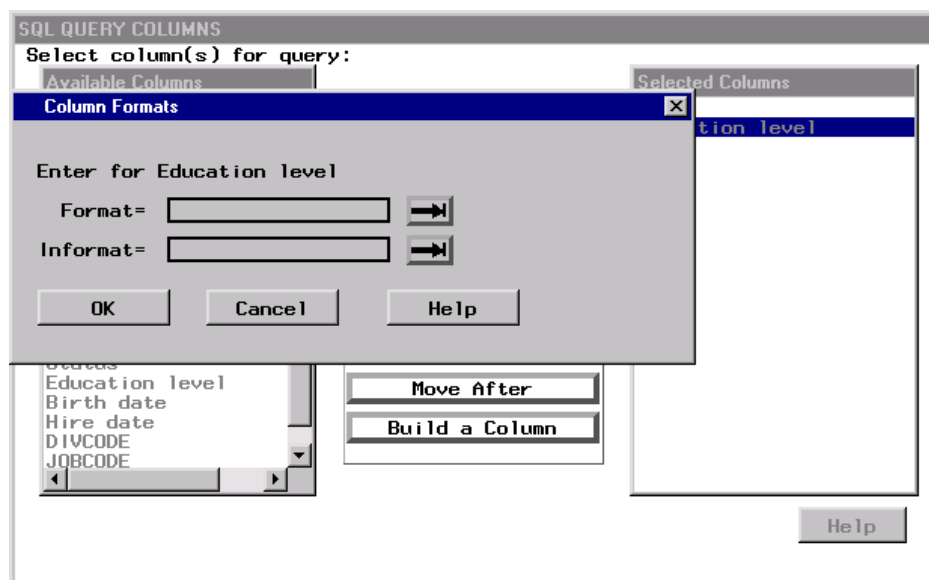 SQL QUERY COLUMNS
Select column(s) for query:
Available Columns
Selected Columns
Column Formats
tion level
Enter for Education level
Format=
Informat=
OK
Cancel
Help
Status
Education level
Birth date
Hire date
DIVCODE
JOBCODE
Move After
Build a Column
Help